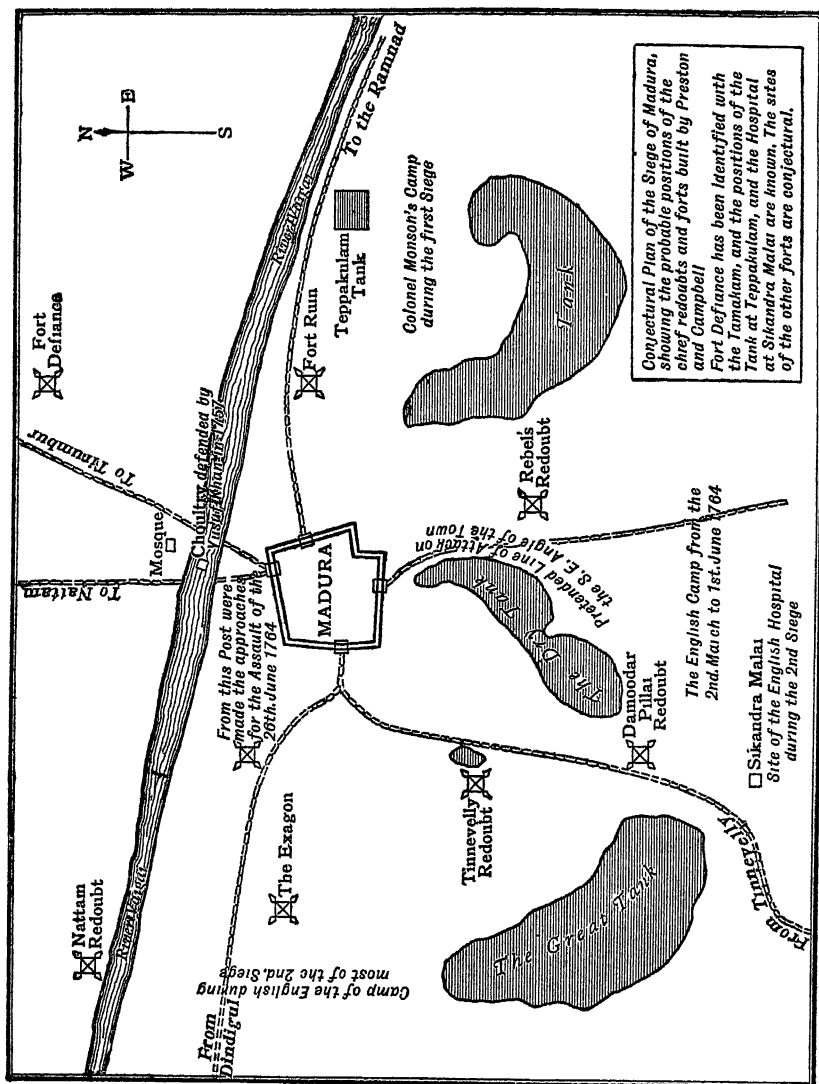 N
W E
S
Fort
Defiance
Nattam
Redoubt
River Vaigai
River Vaigai
To Nattam
To
Mosque
Choultry defended by
Yusuf Khan in 1757
From this Post were
made the approaches
for the Assault of the
26th. June 1764
MADURA
Fort Ruin
To the Ramnad
Teppakulam
Tank
Colonel Monson's Camp
during the first Siege
Tank
The Exagon
Camp of the English during
most of the 2nd. Siege
From
Dindigul
Tinnevelly
Redoubt
The Great Tank
The Dry Tank
Pretended Line of Attack on
the S.E. Angle of the Town
Rebel's
Redoubt
Damoodar
Pillai
Redoubt
The English Camp from the
2nd. March to 1st. June 1764
Sikandra Malai
Site of the English Hospital
during the 2nd Siege
From Tinnevelly
Conjectural Plan of the Siege of Madura,
showing the probable positions of the
chref redoubts and forts built by Preston
and Campbell
Fort Defiance has been identified with
the Tamakam, and the positions of the
Tank at Teppakulam, and the Hospital
at Sikandra Malai are known. The sites
of the other forts are conjectural.